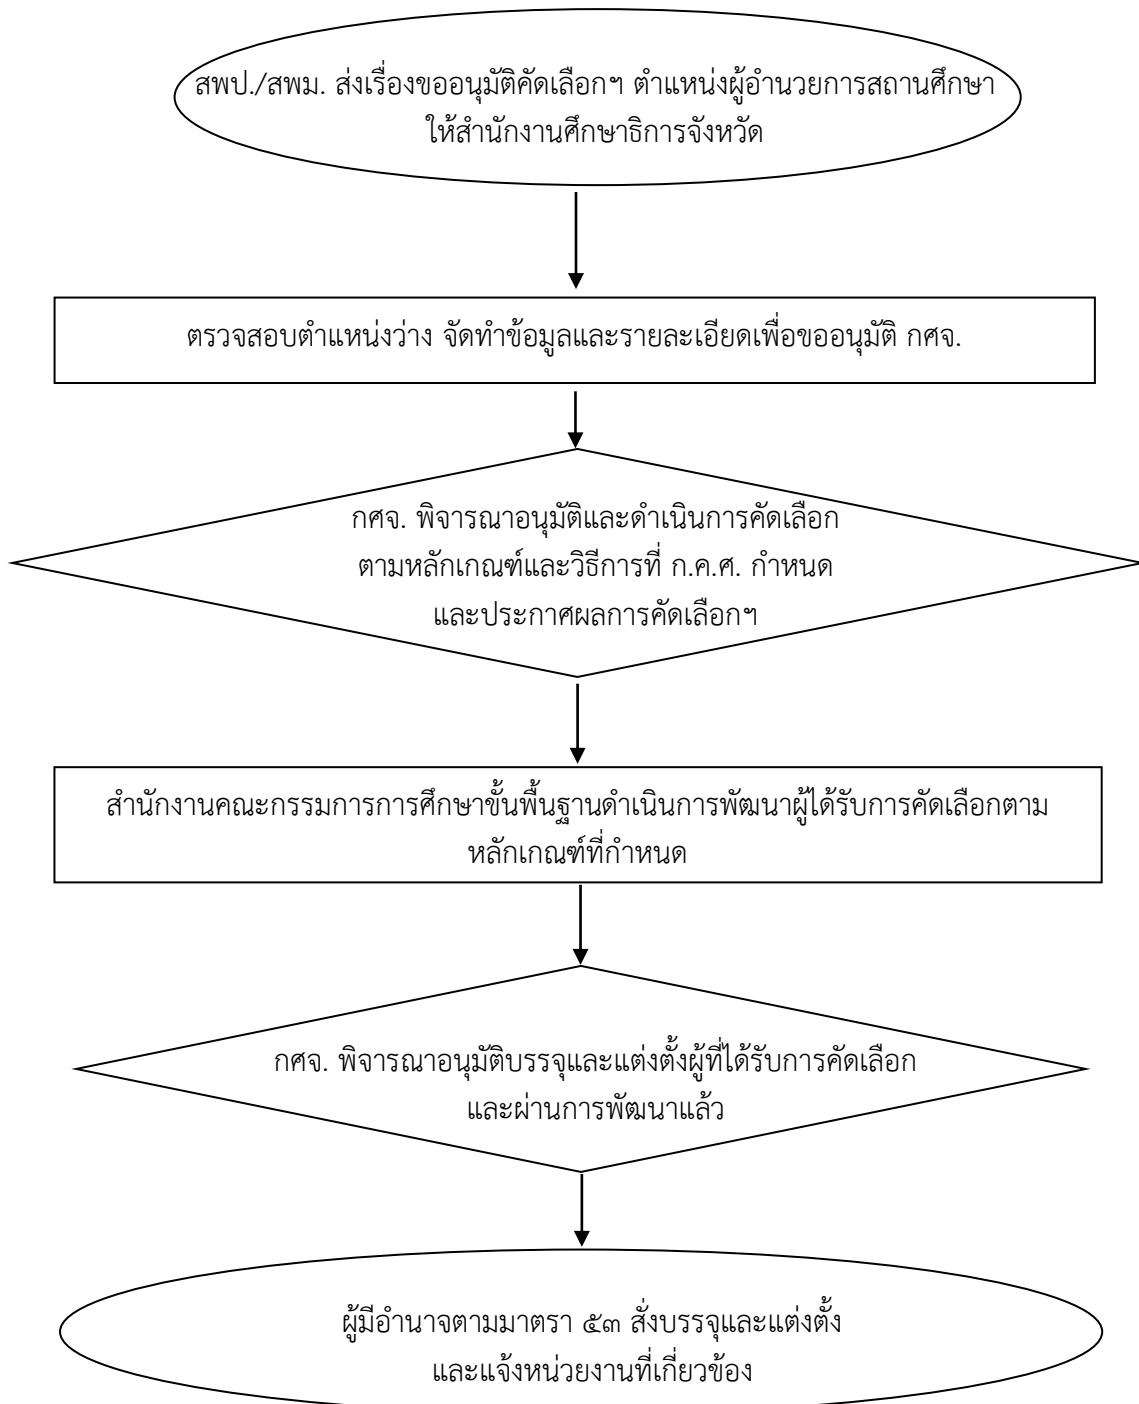 สพป./สพม. ส่งเรื่องขออนุมัติคัดเลือกฯ ตำแหน่งผู้อำนวยการสถานศึกษา
ให้สำนักงานศึกษาธิการจังหวัด
ตรวจสอบตำแหน่งว่าง จัดทำข้อมูลและรายละเอียดเพื่อขออนุมัติ กศจ.
กศจ. พิจารณาอนุมัติและดำเนินการคัดเลือก
ตามหลักเกณฑ์และวิธีการที่ ก.ค.ศ. กำหนด
และประกาศผลการคัดเลือกฯ
สำนักงานคณะกรรมการการศึกษาขั้นพื้นฐานดำเนินการพัฒนาผู้ได้รับการคัดเลือกตาม
หลักเกณฑ์ที่กำหนด
กศจ. พิจารณาอนุมัติบรรจุและแต่งตั้งผู้ที่ได้รับการคัดเลือก
และผ่านการพัฒนาแล้ว
ผู้มีอำนาจตามมาตรา ๕๓ สั่งบรรจุและแต่งตั้ง
และแจ้งหน่วยงานที่เกี่ยวข้อง